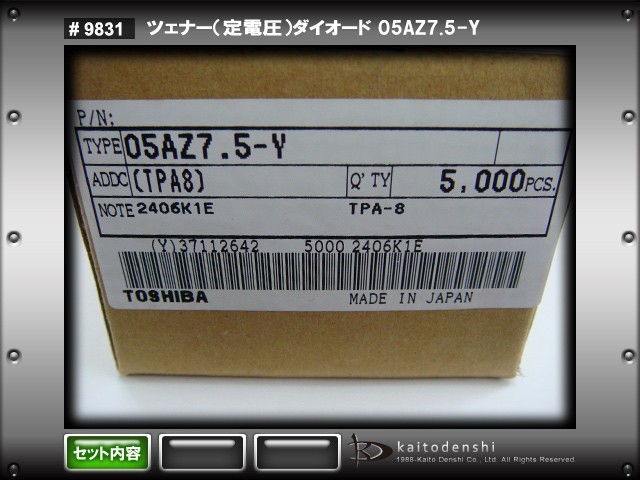 # 9831 ツェナー(定電圧)ダイオード 05AZ7.5-Y
P/N:
TYPE 05AZ7.5-Y
ADDC (TPA8) Q'TY 5,000PCS.
NOTE 2406K1E TPA-8
(Y)37112642 5000 2406K1E
TOSHIBA MADE IN JAPAN
セット内容 kaitodenshi
1988-Kaito Denshi Co., Ltd. All Rights Reserved.